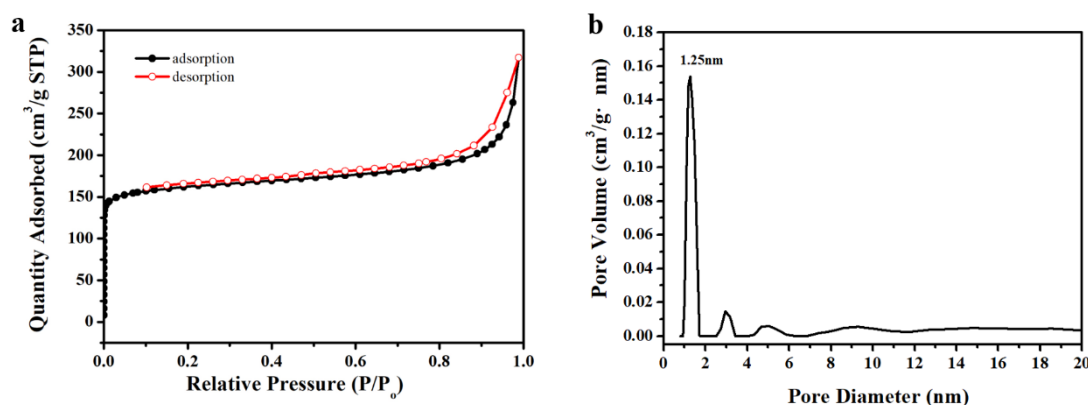 a
350
300
250
200
150
100
50
0
Quantity Adsorbed (cm³/g STP)
adsorption
desorption
0.0 0.2 0.4 0.6 0.8 1.0
Relative Pressure (P/Pₒ)
b
0.18
0.16
0.14
0.12
0.10
0.08
0.06
0.04
0.02
0.00
Pore Volume (cm³/g· nm)
1.25nm
0 2 4 6 8 10 12 14 16 18 20
Pore Diameter (nm)